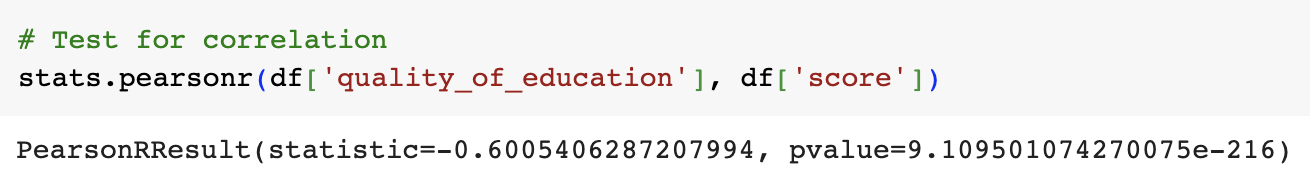 # Test for correlation
stats.pearsonr(df['quality_of_education'], df['score'])
PearsonRResult(statistic=-0.6005406287207994, pvalue=9.109501074270075e-216)